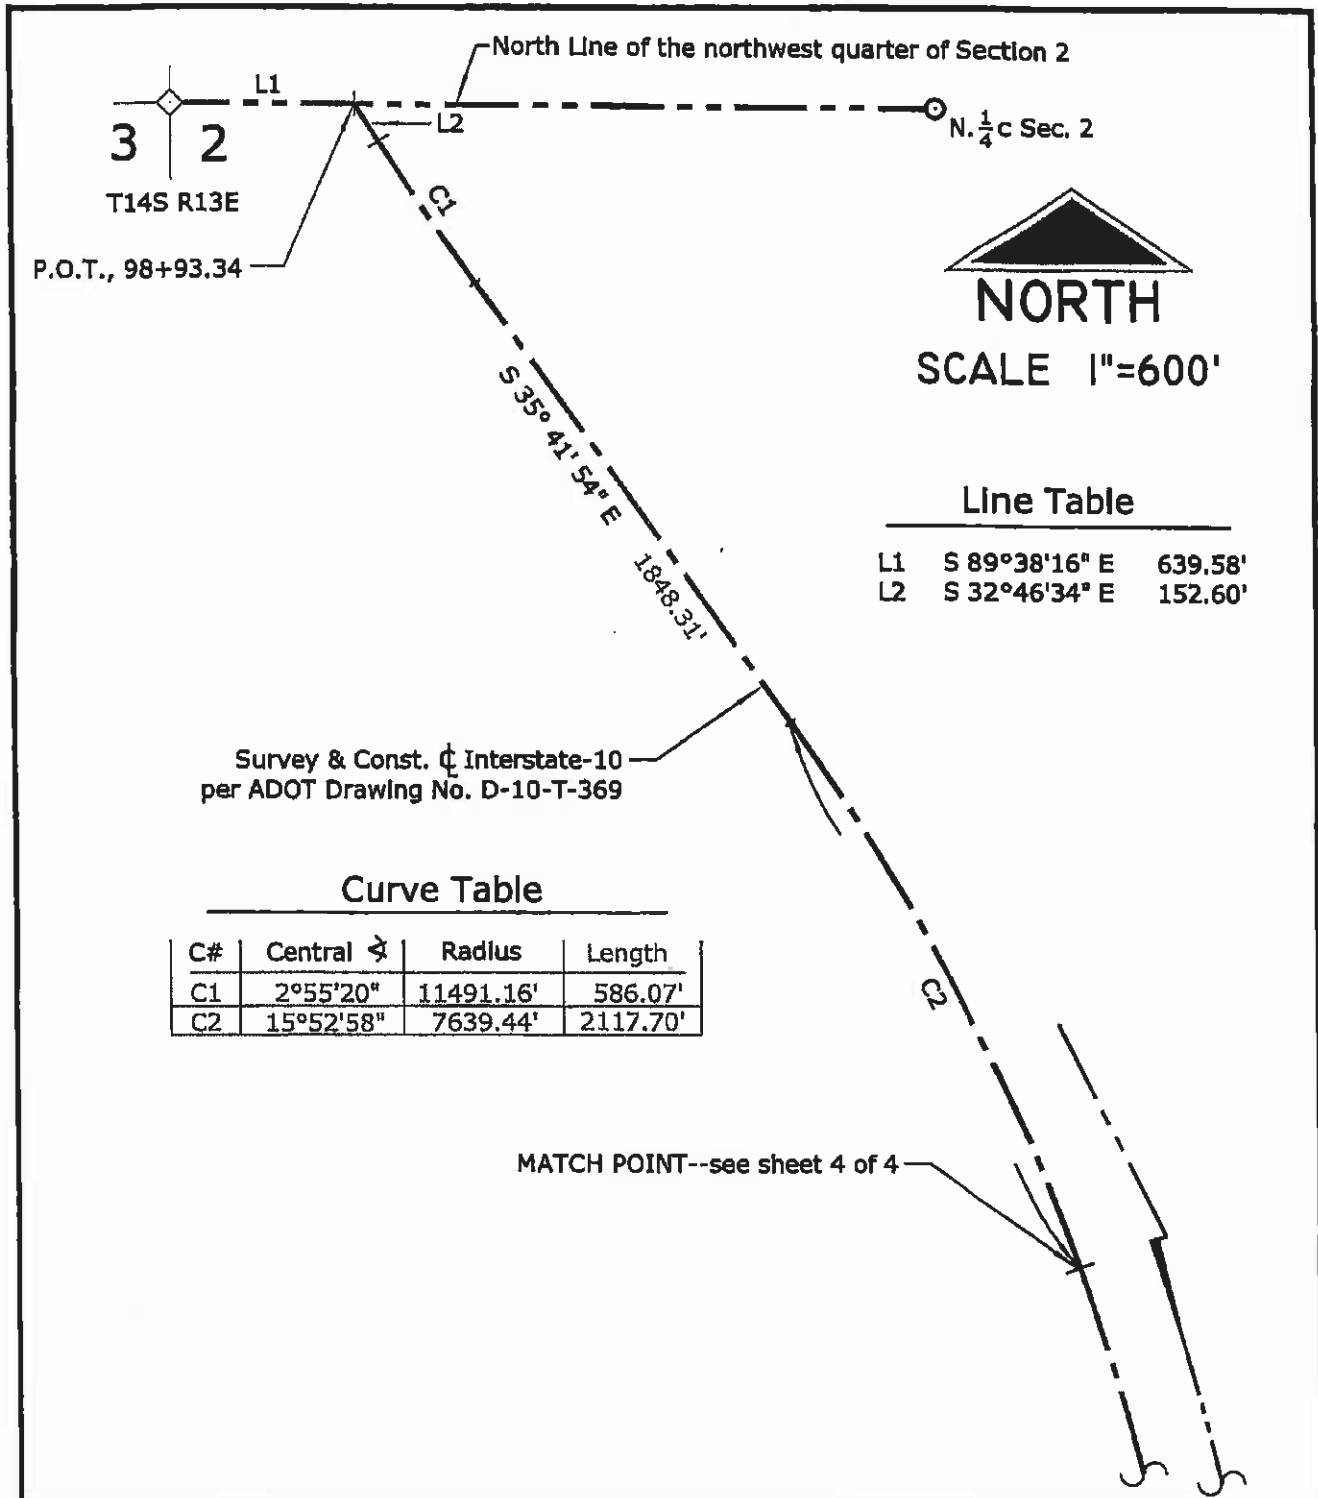 North Line of the northwest quarter of Section 2
L1
L2
N. 1/4 c Sec. 2
3 2
T14S R13E
C1
P.O.T., 98+93.34
NORTH
SCALE 1"=600'
S 35° 41' 54" E 1848.31'
Line Table
L1 S 89°38'16" E 639.58'
L2 S 32°46'34" E 152.60'
Survey & Const. ℄ Interstate-10
per ADOT Drawing No. D-10-T-369
Curve Table
C# Central ∢ Radius Length
C1 2°55'20" 11491.16' 586.07'
C2 15°52'58" 7639.44' 2117.70'
C2
MATCH POINT--see sheet 4 of 4